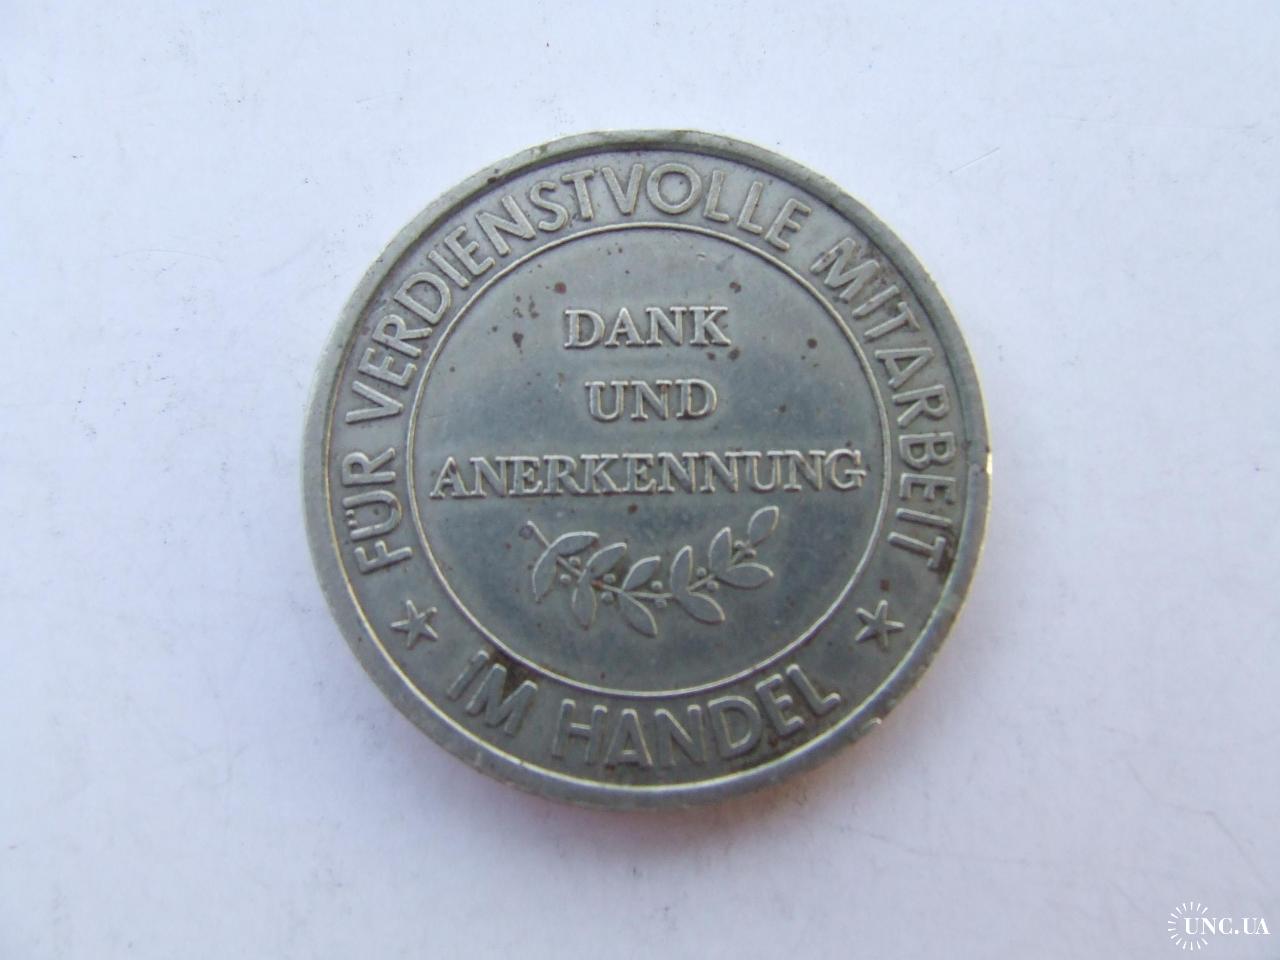 FÜR VERDIENSTVOLLE MITARBEIT
DANK
UND
ANERKENNUNG
IM HANDEL
UNC.UA